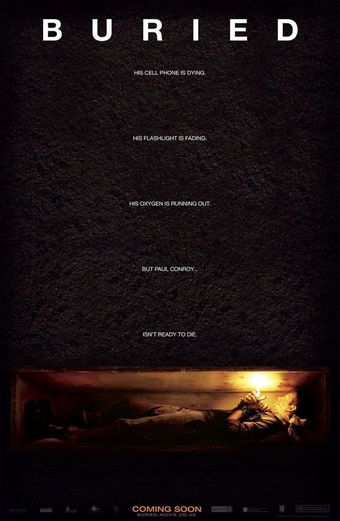 BURIED
HIS CELL PHONE IS DYING.
HIS FLASHLIGHT IS FADING.
HIS OXYGEN IS RUNNING OUT.
BUT PAUL CONROY...
ISN'T READY TO DIE.
COMING SOON
BURIED-MOVIE.CO.UK